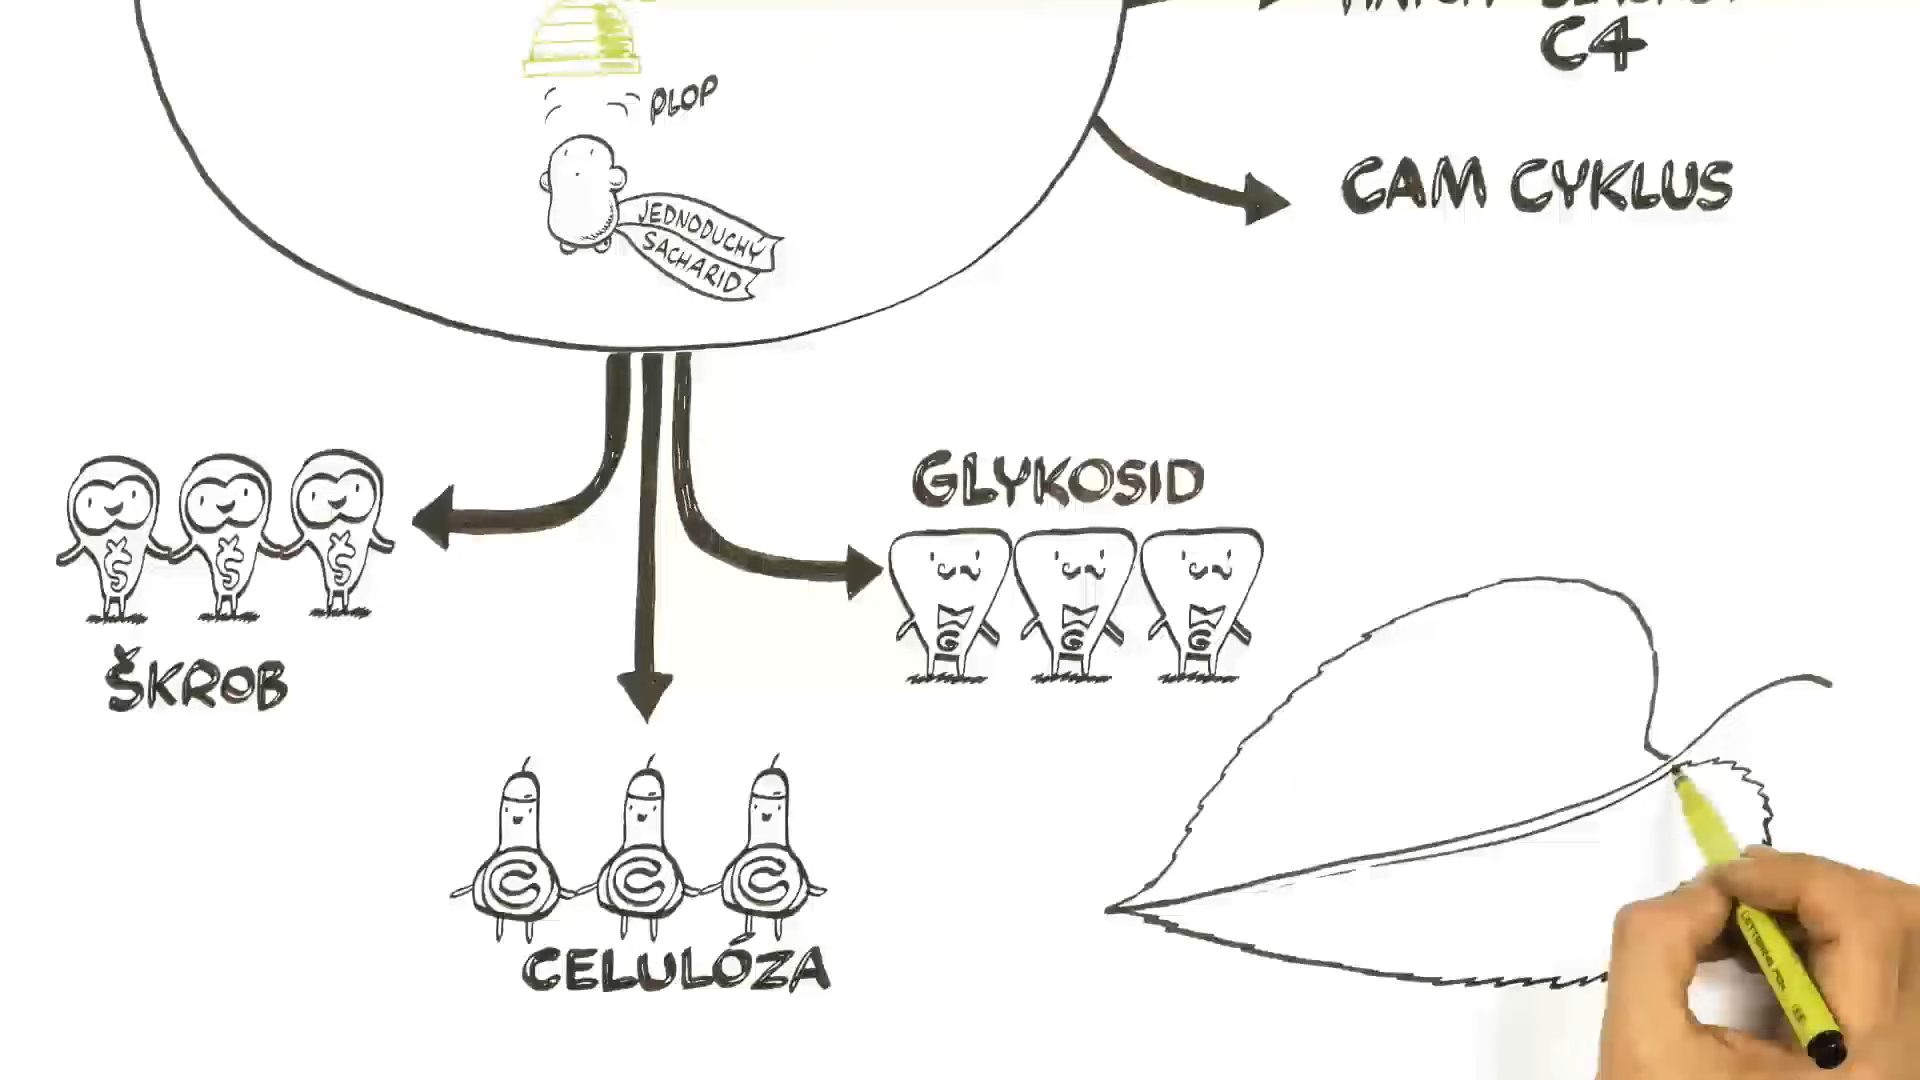 C4
PLOP
CAM CYKLUS
JEDNODUCHÝ
SACHARID
GLYKOSID
Š Š Š
G G G
ŠKROB
C C C
CELULÓZA